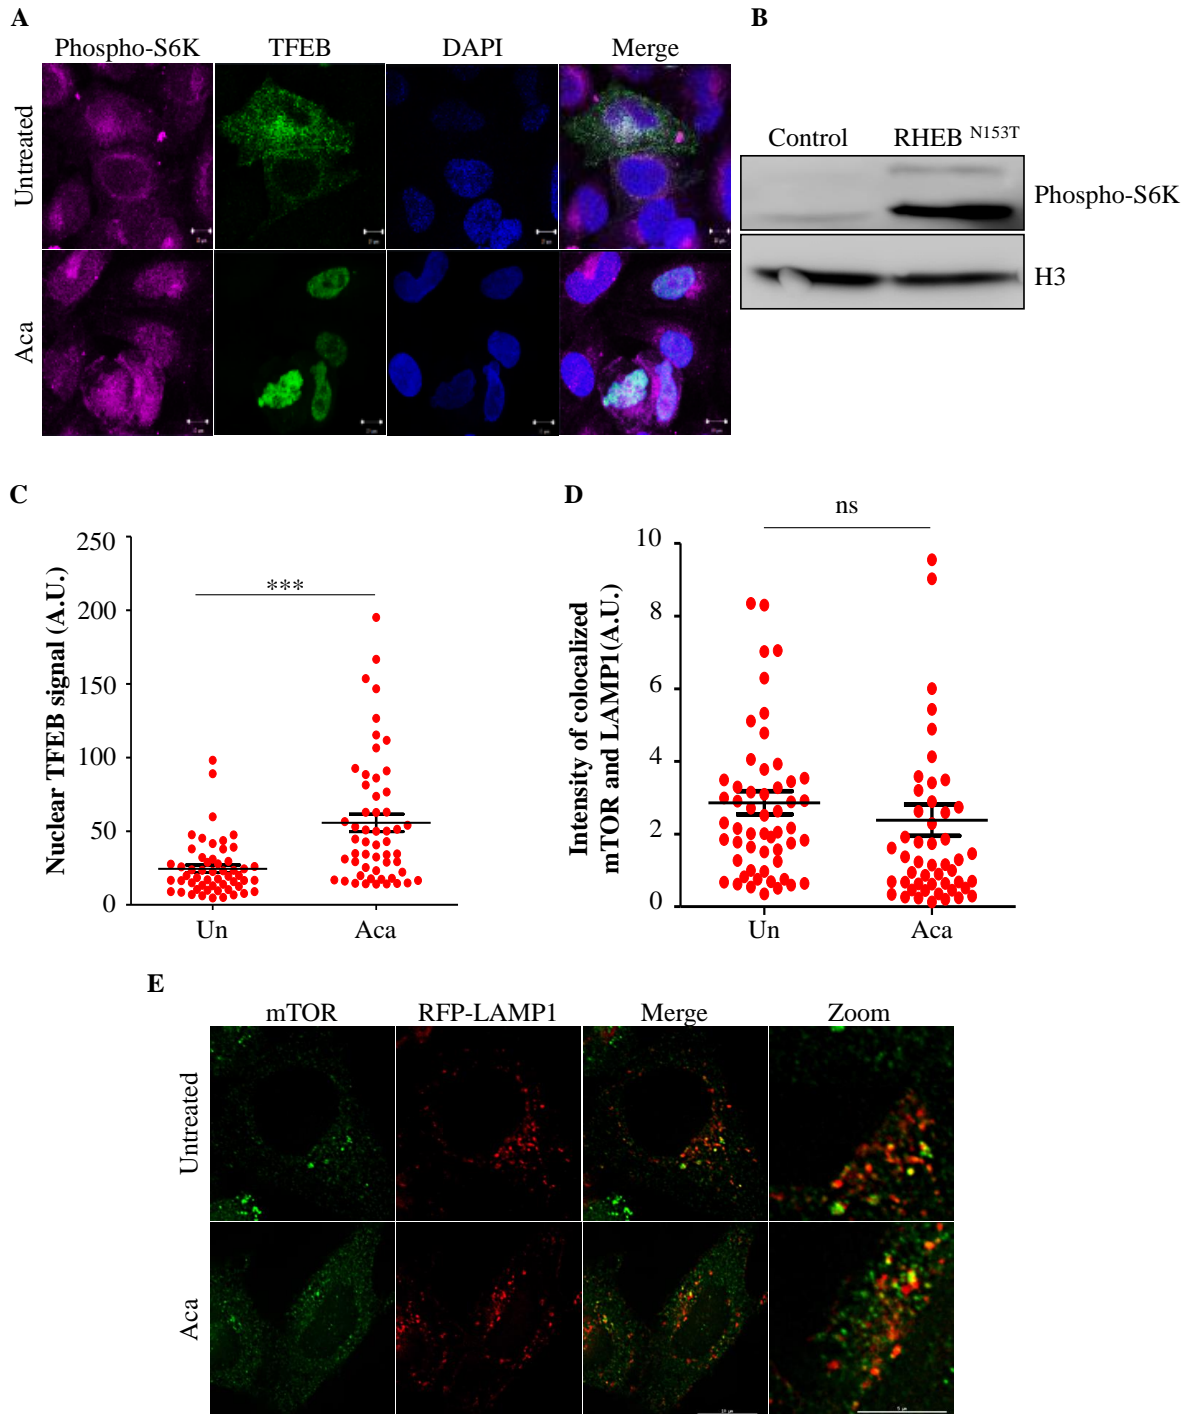 A
Phospho-S6K TFEB DAPI Merge
Untreated
Aca
B
Control RHEB N153T
Phospho-S6K
H3
C
Nuclear TFEB signal (A.U.)
250
200
150
100
50
0
***
Un Aca
D
ns
Intensity of colocalized
mTOR and LAMP1(A.U.)
10
8
6
4
2
0
Un Aca
E
mTOR RFP-LAMP1 Merge Zoom
Untreated
Aca